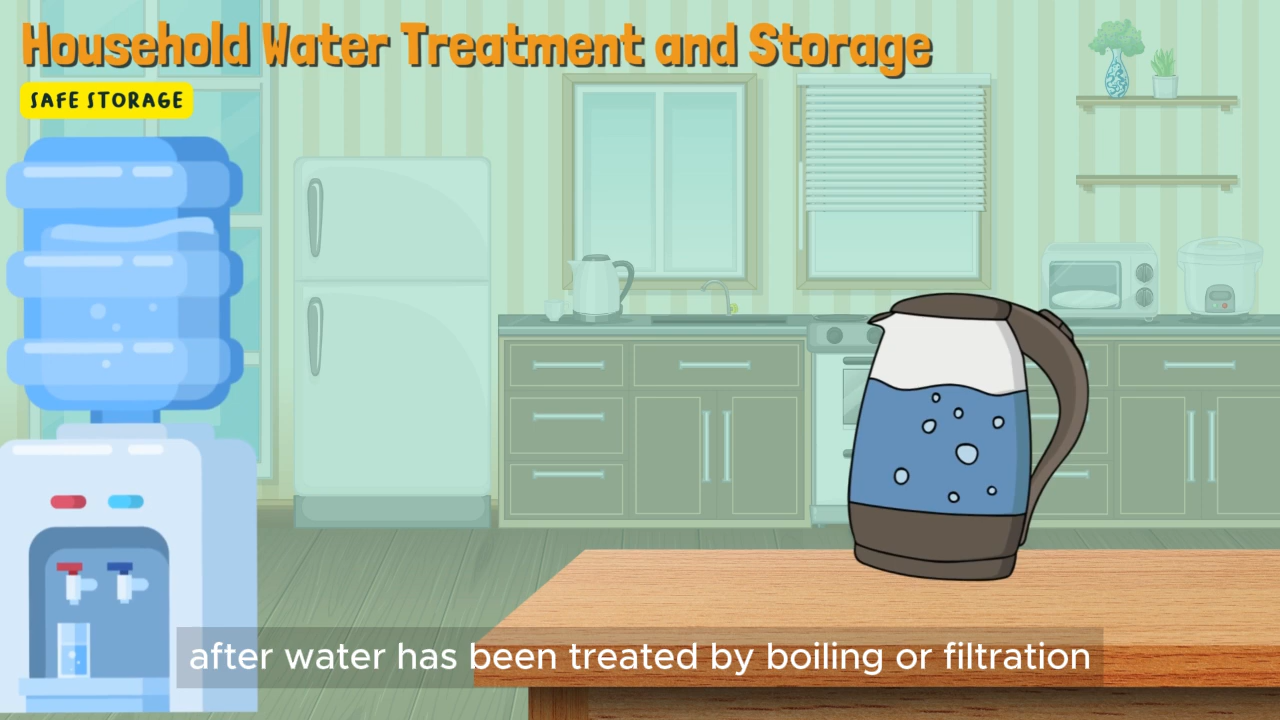 Household Water Treatment and Storage
SAFE STORAGE
after water has been treated by boiling or filtration